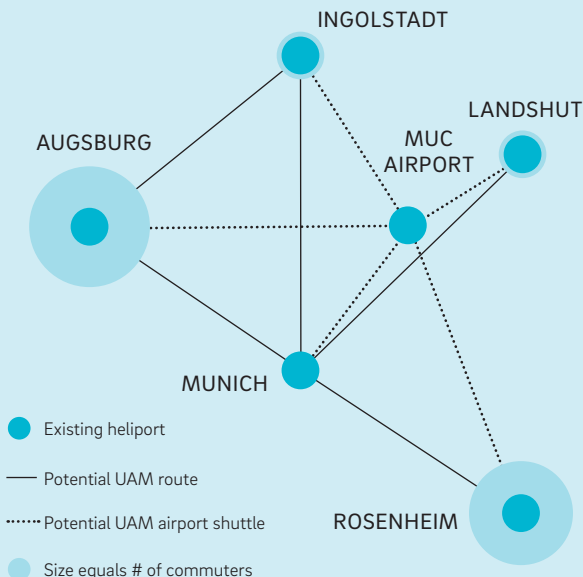 INGOLSTADT
LANDSHUT
MUC
AIRPORT
AUGSBURG
MUNICH
Existing heliport
Potential UAM route
Potential UAM airport shuttle
ROSENHEIM
Size equals # of commuters